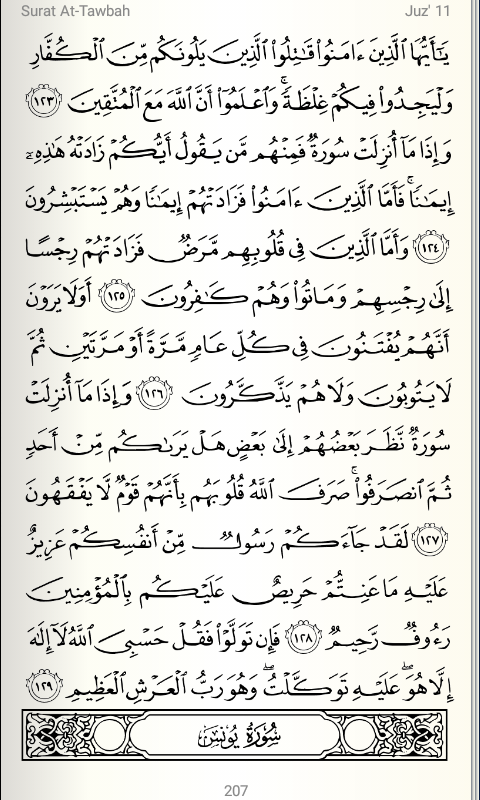 Surat At-Tawbah Juz' 11
يَـٰٓأَيُّهَا ٱلَّذِينَ ءَامَنُوا۟ قَـٰتِلُوا۟ ٱلَّذِينَ يَلُونَكُم مِّنَ ٱلْكُفَّارِ
وَلْيَجِدُوا۟ فِيكُمْ غِلْظَةً ۚ وَٱعْلَمُوٓا۟ أَنَّ ٱللَّهَ مَعَ ٱلْمُتَّقِينَ ١٢٣
وَإِذَا مَآ أُنزِلَتْ سُورَةٌ فَمِنْهُم مَّن يَقُولُ أَيُّكُمْ زَادَتْهُ هَـٰذِهِۦٓ
إِيمَـٰنًا ۚ فَأَمَّا ٱلَّذِينَ ءَامَنُوا۟ فَزَادَتْهُمْ إِيمَـٰنًا وَهُمْ يَسْتَبْشِرُونَ
١٢٤ وَأَمَّا ٱلَّذِينَ فِى قُلُوبِهِم مَّرَضٌ فَزَادَتْهُمْ رِجْسًا
إِلَىٰ رِجْسِهِمْ وَمَاتُوا۟ وَهُمْ كَـٰفِرُونَ ١٢٥ أَوَلَا يَرَوْنَ
أَنَّهُمْ يُفْتَنُونَ فِى كُلِّ عَامٍ مَّرَّةً أَوْ مَرَّتَيْنِ ثُمَّ
لَا يَتُوبُونَ وَلَا هُمْ يَذَّكَّرُونَ ١٢٦ وَإِذَا مَآ أُنزِلَتْ
سُورَةٌ نَّظَرَ بَعْضُهُمْ إِلَىٰ بَعْضٍ هَلْ يَرَىٰكُم مِّنْ أَحَدٍ
ثُمَّ ٱنصَرَفُوا۟ ۚ صَرَفَ ٱللَّهُ قُلُوبَهُم بِأَنَّهُمْ قَوْمٌ لَّا يَفْقَهُونَ
١٢٧ لَقَدْ جَآءَكُمْ رَسُولٌ مِّنْ أَنفُسِكُمْ عَزِيزٌ
عَلَيْهِ مَا عَنِتُّمْ حَرِيصٌ عَلَيْكُم بِٱلْمُؤْمِنِينَ
رَءُوفٌ رَّحِيمٌ ١٢٨ فَإِن تَوَلَّوْا۟ فَقُلْ حَسْبِىَ ٱللَّهُ لَآ إِلَـٰهَ
إِلَّا هُوَ ۖ عَلَيْهِ تَوَكَّلْتُ ۖ وَهُوَ رَبُّ ٱلْعَرْشِ ٱلْعَظِيمِ ١٢٩
سُورَةُ يُونُسَ
207